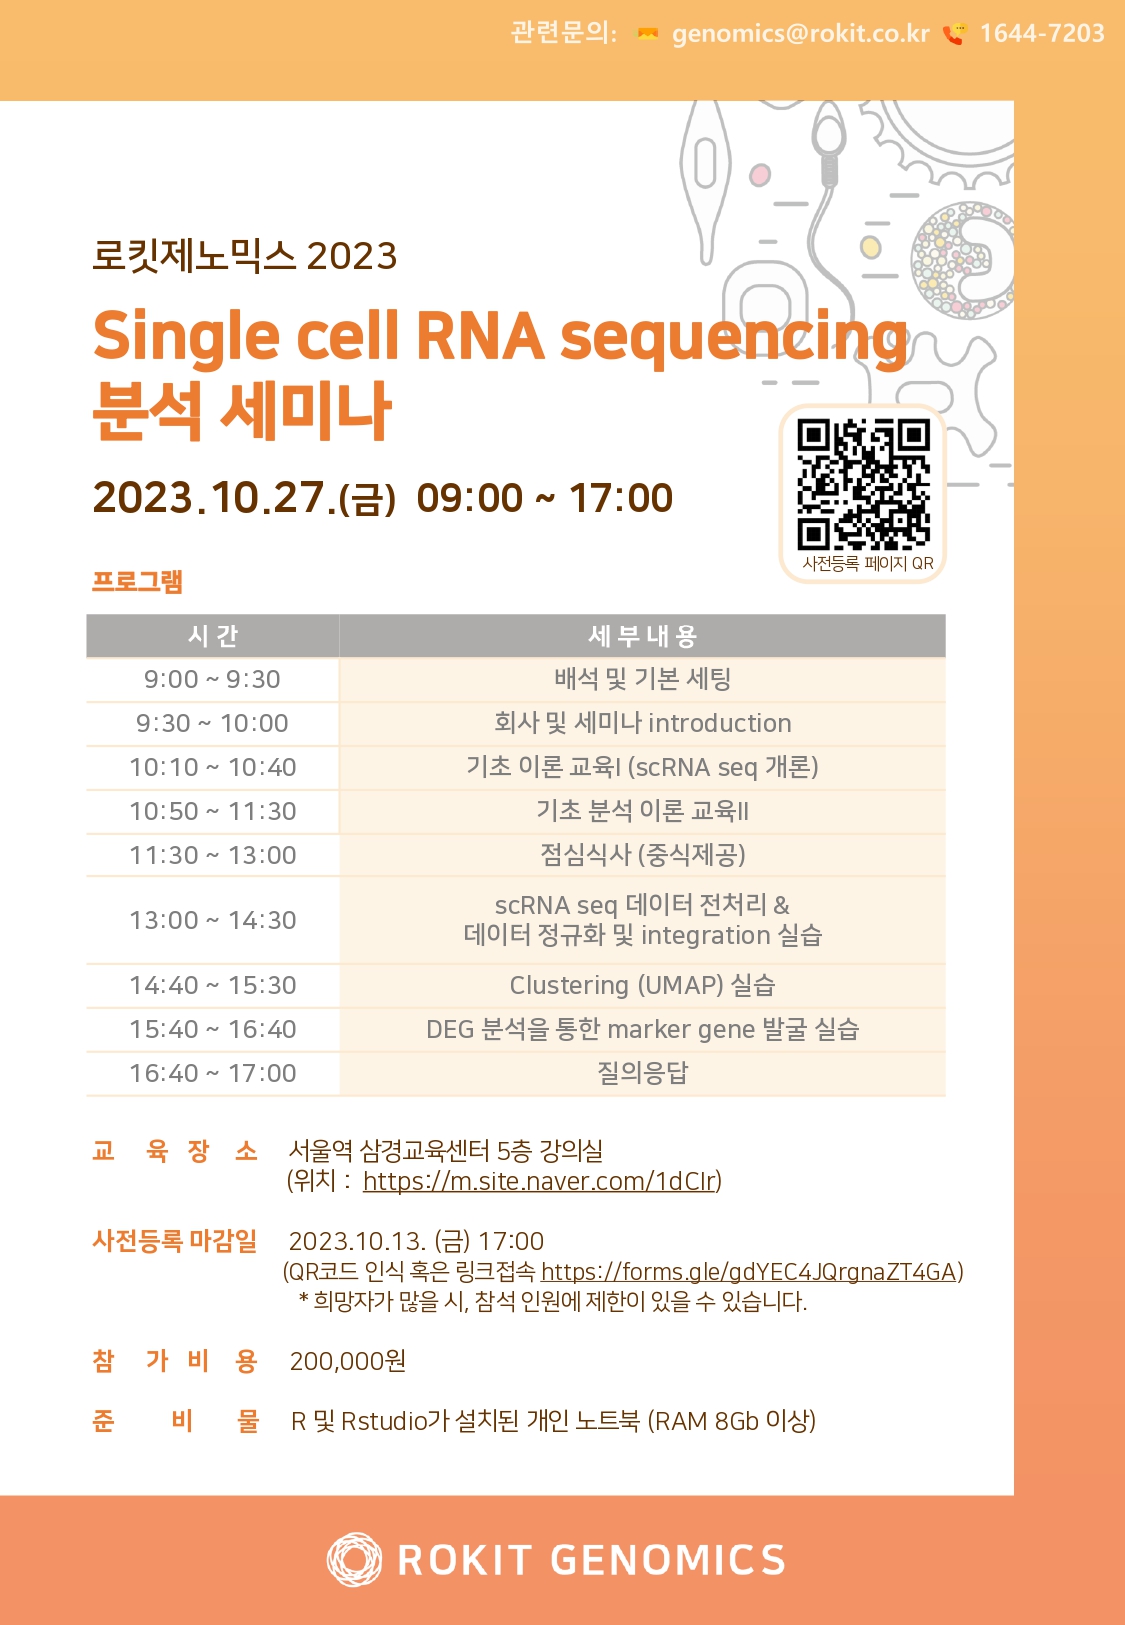 관련문의: genomics@rokit.co.kr 1644-7203
로킷제노믹스 2023
Single cell RNA sequencing
분석 세미나
2023.10.27.(금) 09:00 ~ 17:00
사전등록 페이지 QR
프로그램
시 간 세 부 내 용
9:00 ~ 9:30 배석 및 기본 세팅
9:30 ~ 10:00 회사 및 세미나 introduction
10:10 ~ 10:40 기초 이론 교육I (scRNA seq 개론)
10:50 ~ 11:30 기초 분석 이론 교육II
11:30 ~ 13:00 점심식사 (중식제공)
13:00 ~ 14:30 scRNA seq 데이터 전처리 &
데이터 정규화 및 integration 실습
14:40 ~ 15:30 Clustering (UMAP) 실습
15:40 ~ 16:40 DEG 분석을 통한 marker gene 발굴 실습
16:40 ~ 17:00 질의응답
교 육 장 소 서울역 삼경교육센터 5층 강의실
(위치 : https://m.site.naver.com/1dCIr)
사전등록 마감일 2023.10.13. (금) 17:00
(QR코드 인식 혹은 링크접속 https://forms.gle/gdYEC4JQrgnaZT4GA)
* 희망자가 많을 시, 참석 인원에 제한이 있을 수 있습니다.
참 가 비 용 200,000원
준 비 물 R 및 Rstudio가 설치된 개인 노트북 (RAM 8Gb 이상)
ROKIT GENOMICS